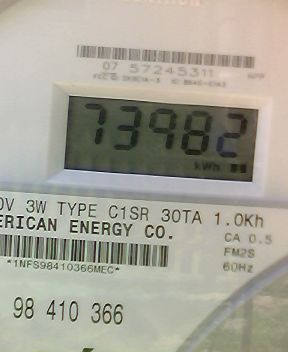 07 57245311
73982
kWh
0V 3W TYPE C1SR 30TA 1.0Kh
ERICAN ENERGY CO.
CA 0.5
FM2S
*1NFS98410366MEC*
60Hz
98 410 366